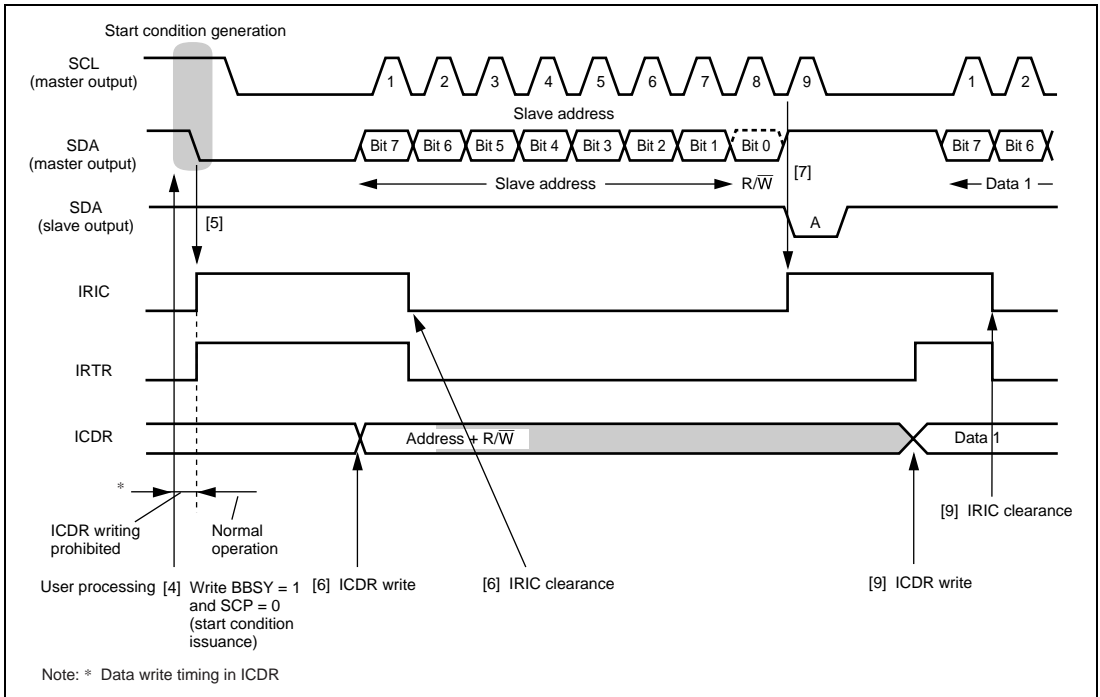 Start condition generation
SCL
(master output)
1 2 3 4 5 6 7 8 9 1 2
Slave address
SDA
(master output)
Bit 7 Bit 6 Bit 5 Bit 4 Bit 3 Bit 2 Bit 1 Bit 0 Bit 7 Bit 6
Slave address R/W̅ [7] Data 1
SDA
(slave output)
[5] A
IRIC
IRTR
ICDR
Address + R/W̅ Data 1
*
ICDR writing
prohibited
Normal
operation
[9] IRIC clearance
User processing [4] Write BBSY = 1
and SCP = 0
(start condition
issuance)
[6] ICDR write
[6] IRIC clearance
[9] ICDR write
Note: * Data write timing in ICDR